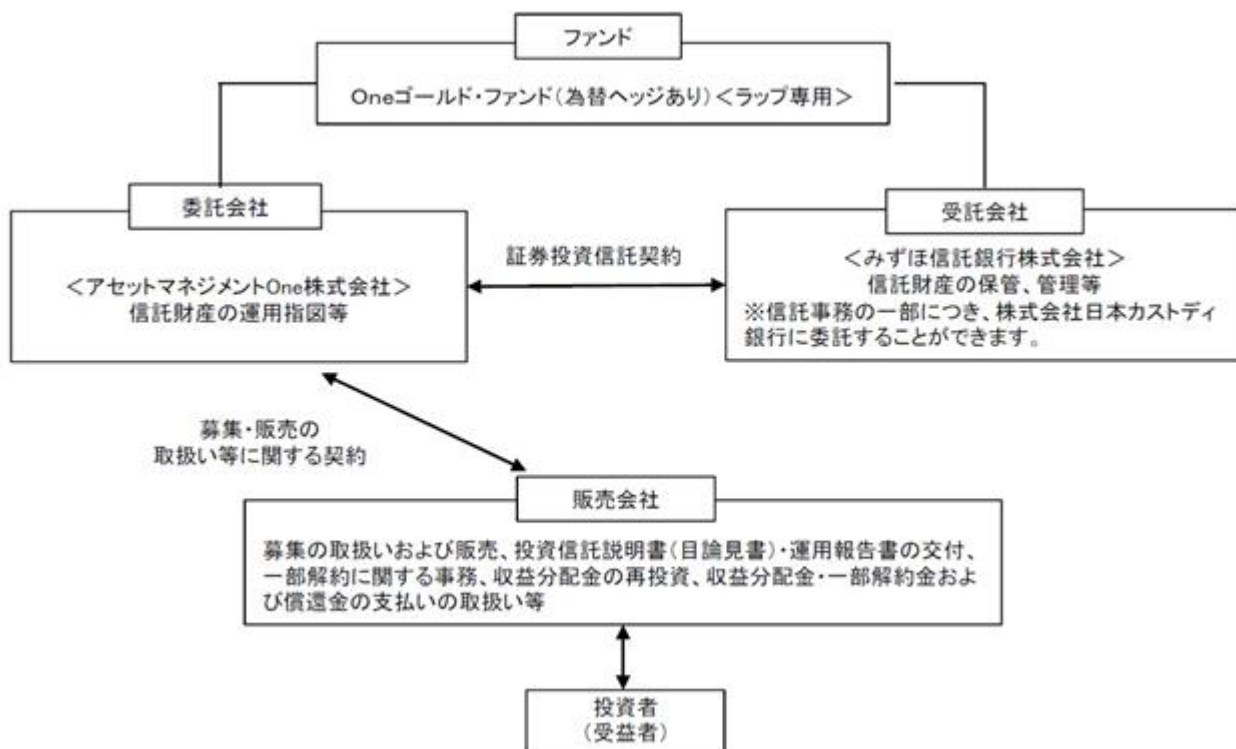 ファンド
Oneゴールド・ファンド（為替ヘッジあり）＜ラップ専用＞
委託会社
＜アセットマネジメントOne株式会社＞
信託財産の運用指図等
証券投資信託契約
受託会社
＜みずほ信託銀行株式会社＞
信託財産の保管、管理等
※信託事務の一部につき、株式会社日本カストディ
銀行に委託することができます。
募集・販売の
取扱い等に関する契約
販売会社
募集の取扱いおよび販売、投資信託説明書（目論見書）・運用報告書の交付、
一部解約に関する事務、収益分配金の再投資、収益分配金・一部解約金およ
び償還金の支払いの取扱い等
投資者
（受益者）